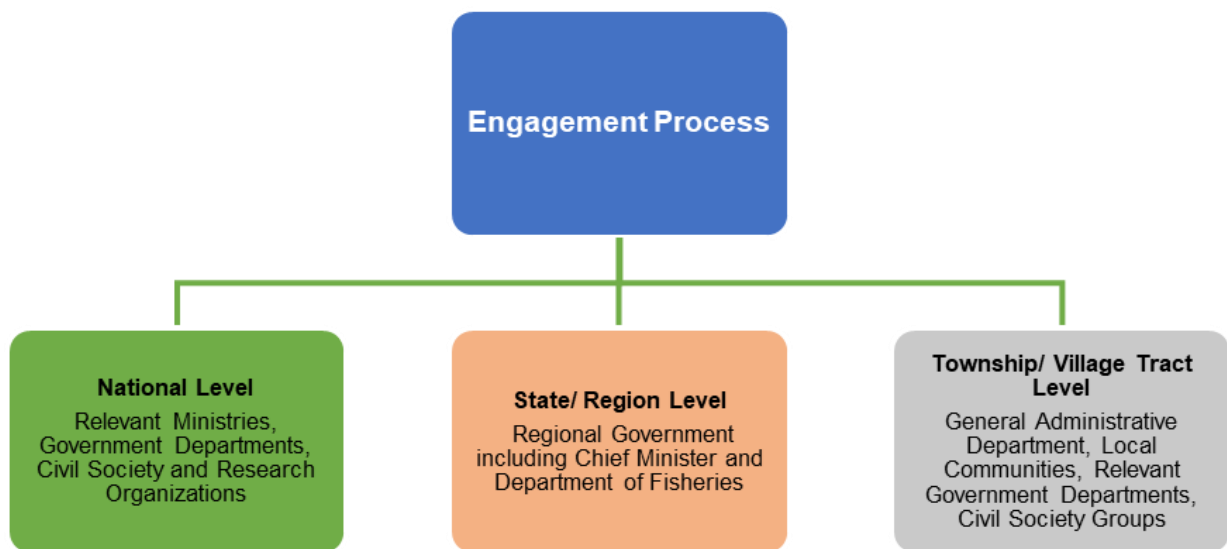 Engagement Process
National Level
Relevant Ministries,
Government Departments,
Civil Society and Research
Organizations
State/ Region Level
Regional Government
including Chief Minister and
Department of Fisheries
Township/ Village Tract
Level
General Administrative
Department, Local
Communities, Relevant
Government Departments,
Civil Society Groups